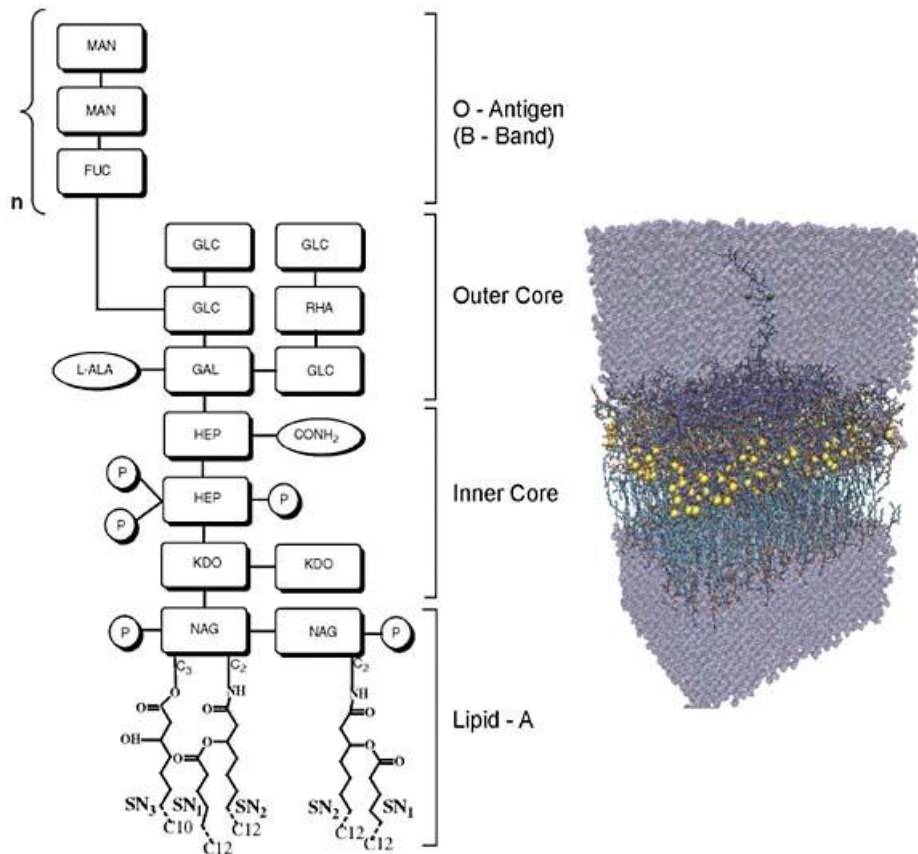 MAN
MAN
FUC
n
O - Antigen
(B - Band)
GLC GLC
GLC RHA
L-ALA GAL GLC
Outer Core
HEP CONH₂
P
HEP P
P
KDO KDO
Inner Core
P NAG NAG P
C₃ C₂ C₂
O NH NH
O O O
OH O O O
O
Lipid - A
SN₃ SN₁ SN₂ SN₂ SN₁
C10 C12 C12
C12 C12